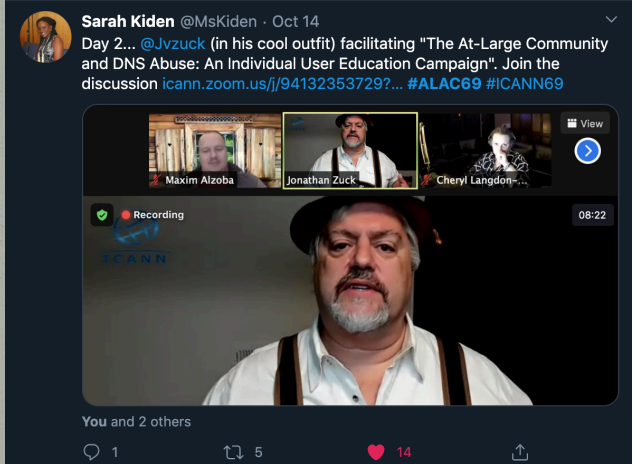 Sarah Kiden @MsKiden · Oct 14
Day 2... @Jvzuck (in his cool outfit) facilitating "The At-Large Community
and DNS Abuse: An Individual User Education Campaign". Join the
discussion icann.zoom.us/j/94132353729?... #ALAC69 #ICANN69
View
Maxim Alzoba
Jonathan Zuck
Cheryl Langdon-...
Recording
08:22
ICANN
You and 2 others
1
5
14